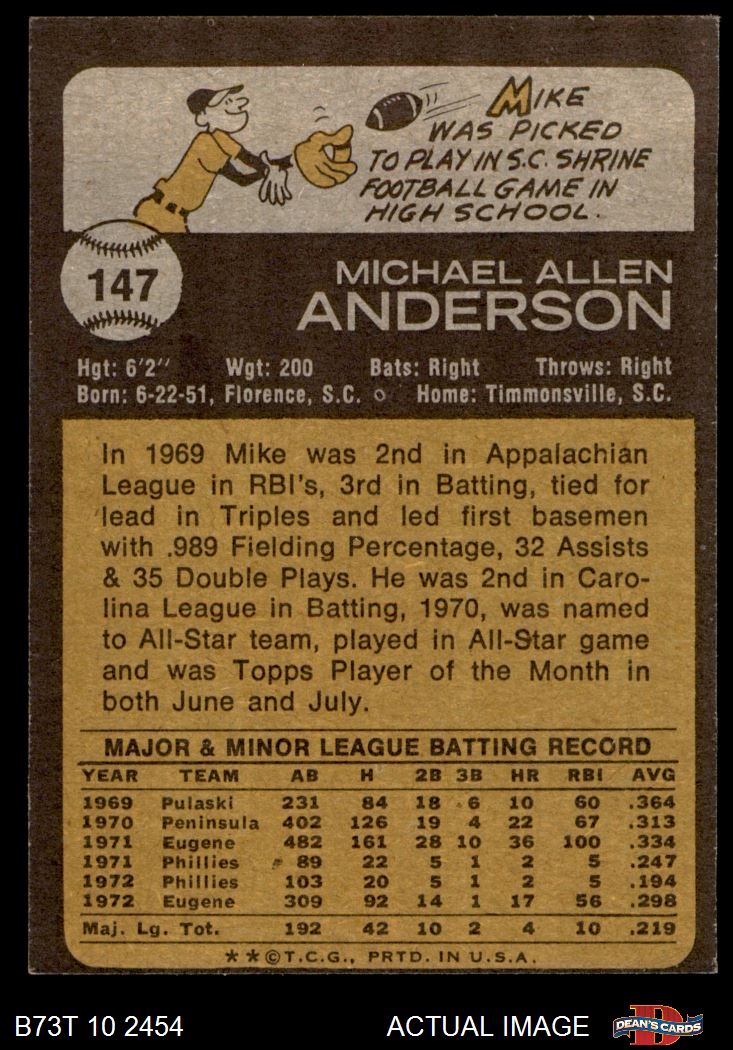 MIKE
WAS PICKED
TO PLAY IN S.C. SHRINE
FOOTBALL GAME IN
HIGH SCHOOL.
147
MICHAEL ALLEN
ANDERSON
Hgt: 6'2" Wgt: 200 Bats: Right Throws: Right
Born: 6-22-51, Florence, S.C. Home: Timmonsville, S.C.
In 1969 Mike was 2nd in Appalachian
League in RBI's, 3rd in Batting, tied for
lead in Triples and led first basemen
with .989 Fielding Percentage, 32 Assists
& 35 Double Plays. He was 2nd in Caro-
lina League in Batting, 1970, was named
to All-Star team, played in All-Star game
and was Topps Player of the Month in
both June and July.
MAJOR & MINOR LEAGUE BATTING RECORD
YEAR TEAM AB H 2B 3B HR RBI AVG
1969 Pulaski 231 84 18 6 10 60 .364
1970 Peninsula 402 126 19 4 22 67 .313
1971 Eugene 482 161 28 10 36 100 .334
1971 Phillies 89 22 5 1 2 5 .247
1972 Phillies 103 20 5 1 2 5 .194
1972 Eugene 309 92 14 1 17 56 .298
Maj. Lg. Tot. 192 42 10 2 4 10 .219
**©T.C.G., PRTD. IN U.S.A.
B73T 10 2454 ACTUAL IMAGE DEAN'S CARDS